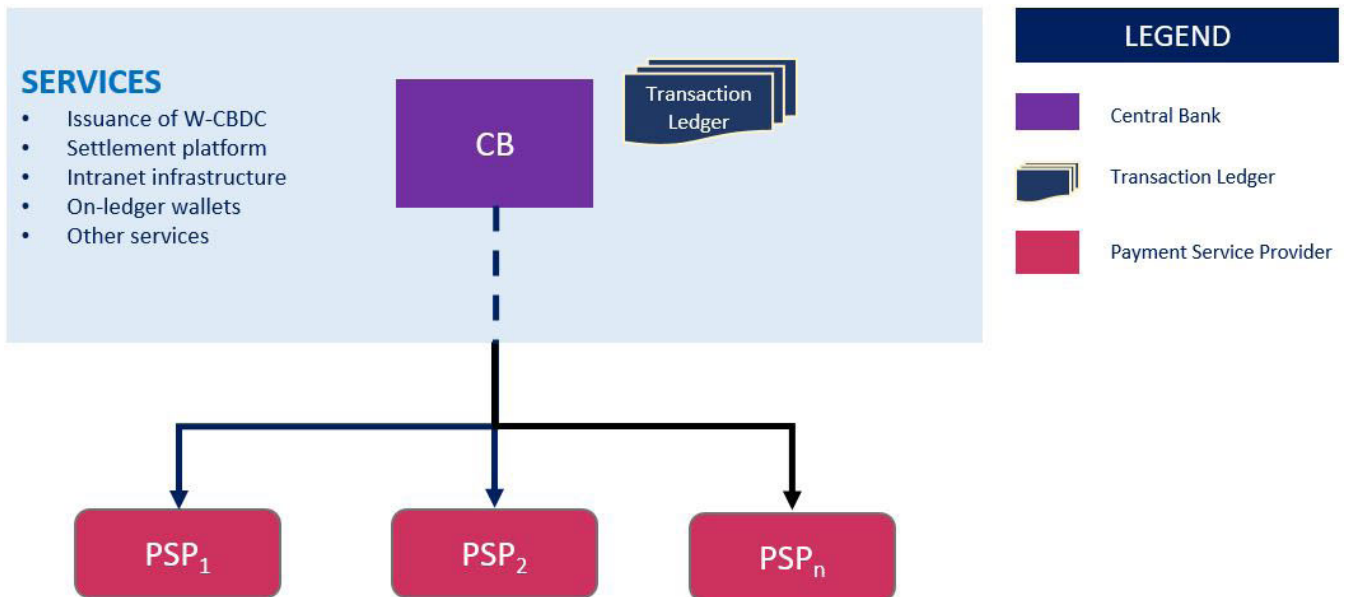 SERVICES
• Issuance of W-CBDC
• Settlement platform
• Intranet infrastructure
• On-ledger wallets
• Other services
CB
Transaction
Ledger
LEGEND
Central Bank
Transaction Ledger
Payment Service Provider
PSP₁
PSP₂
PSPₙ